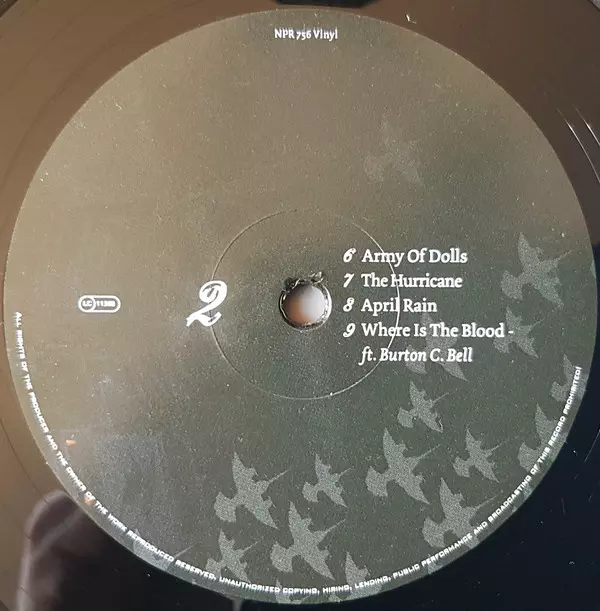 NPR 756 Vinyl
6 Army Of Dolls
7 The Hurricane
8 April Rain
9 Where Is The Blood -
ft. Burton C. Bell
2
LC 11369
ALL RIGHTS OF THE PRODUCER AND THE OWNER OF THE WORK REPRODUCED RESERVED. UNAUTHORIZED COPYING, HIRING, LENDING, PUBLIC PERFORMANCE AND BROADCASTING OF THIS RECORD PROHIBITED!